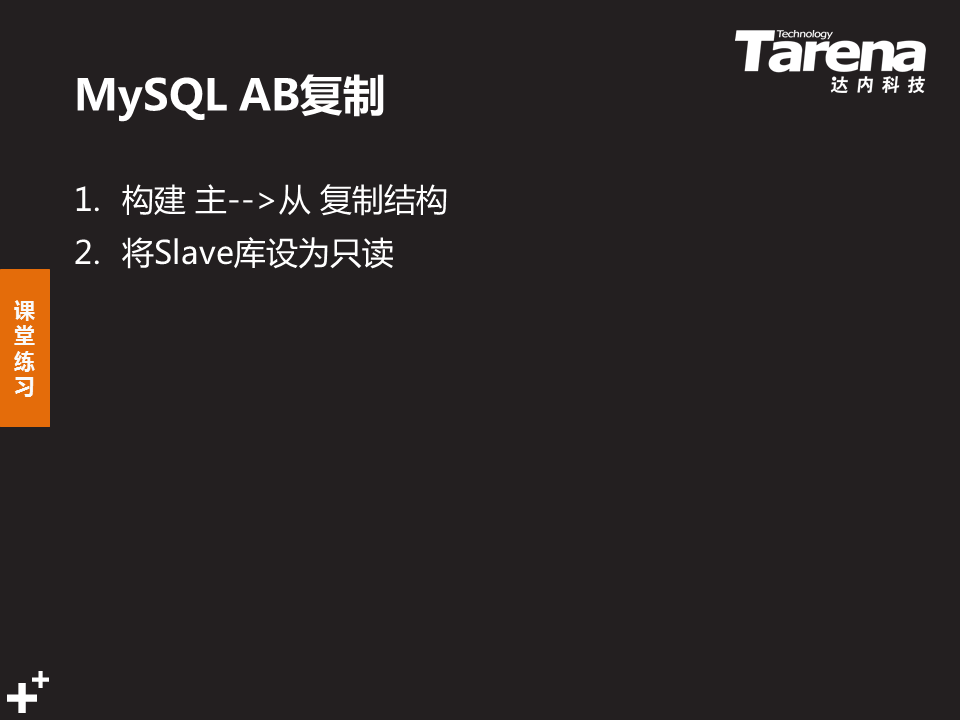 Technology
Tarena
达内科技
MySQL AB复制
1. 构建 主-->从 复制结构
2. 将Slave库设为只读
课
堂
练
习